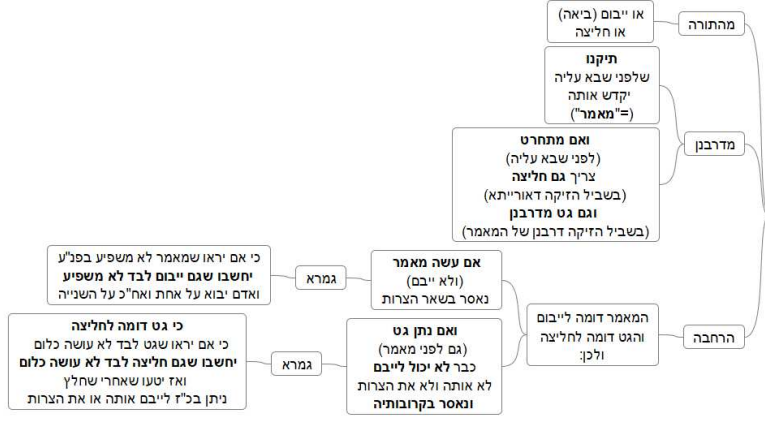 מהתורה
או ייבום (ביאה)
או חליצה
מדרבנן
תיקנו
שלפני שבא עליה
יקדש אותה
(="מאמר")
ואם מתחרט
(לפני שבא עליה)
צריך גם חליצה
(בשביל הזיקה דאורייתא)
וגם גט מדרבנן
(בשביל הזיקה דרבנן של המאמר)
הרחבה
המאמר דומה לייבום
והגט דומה לחליצה
ולכן:
אם עשה מאמר
(ולא ייבם)
נאסר בשאר הצרות
גמרא
כי אם יראו שמאמר לא משפיע בפנ"ע
יחשבו שגם ייבום לבד לא משפיע
ואדם יבוא על אחת ואח"כ על השנייה
ואם נתן גט
(גם לפני מאמר)
כבר לא יכול לייבם
לא אותה ולא את הצרות
ונאסר בקרובותיה
גמרא
כי גט דומה לחליצה
כי אם יראו שגט לבד לא עושה כלום
יחשבו שגם חליצה לבד לא עושה כלום
ואז יטעו שאחרי שחלץ
ניתן בכ"ז לייבם אותה או את הצרות